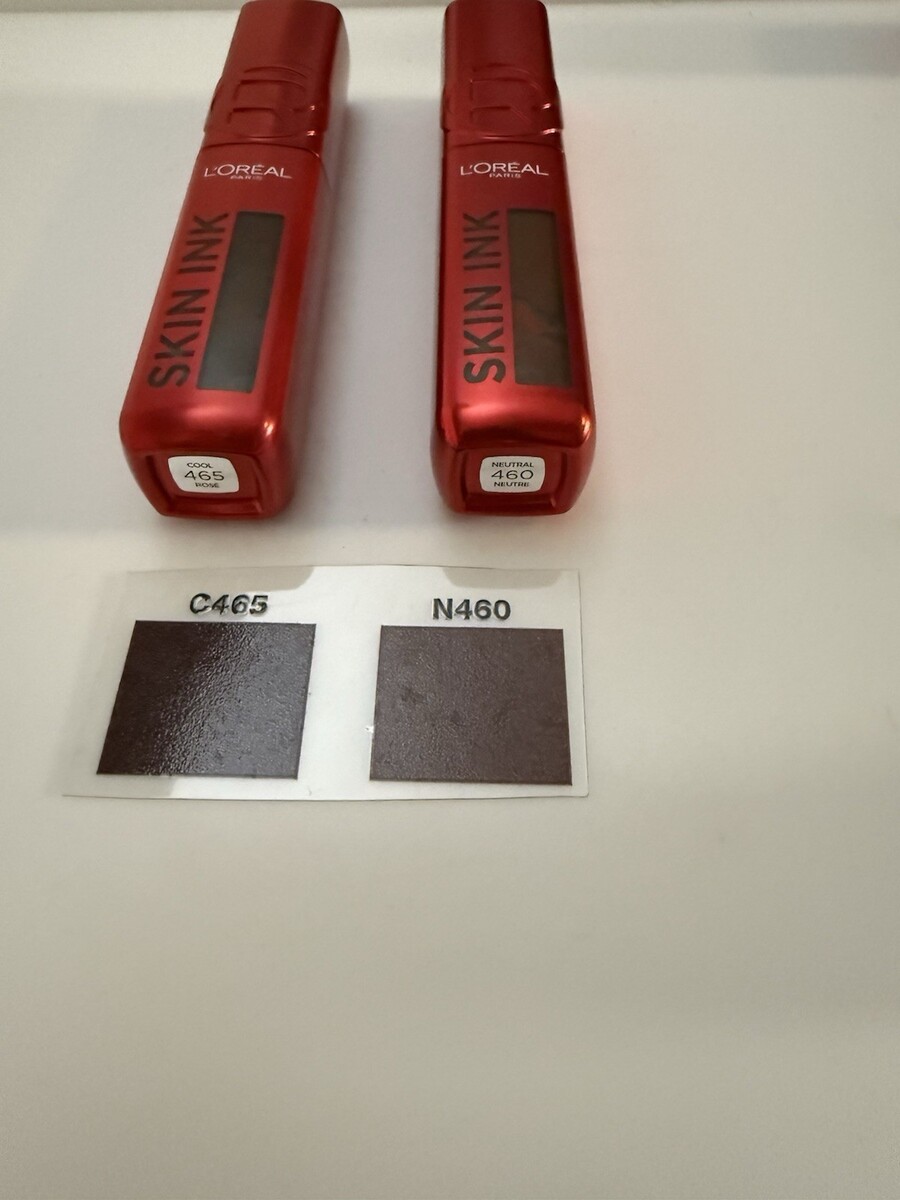 L'ORÉAL
PARIS
SKIN INK
COOL
465
ROSÉ
L'ORÉAL
PARIS
SKIN INK
NEUTRAL
460
NEUTRE
C465
N460